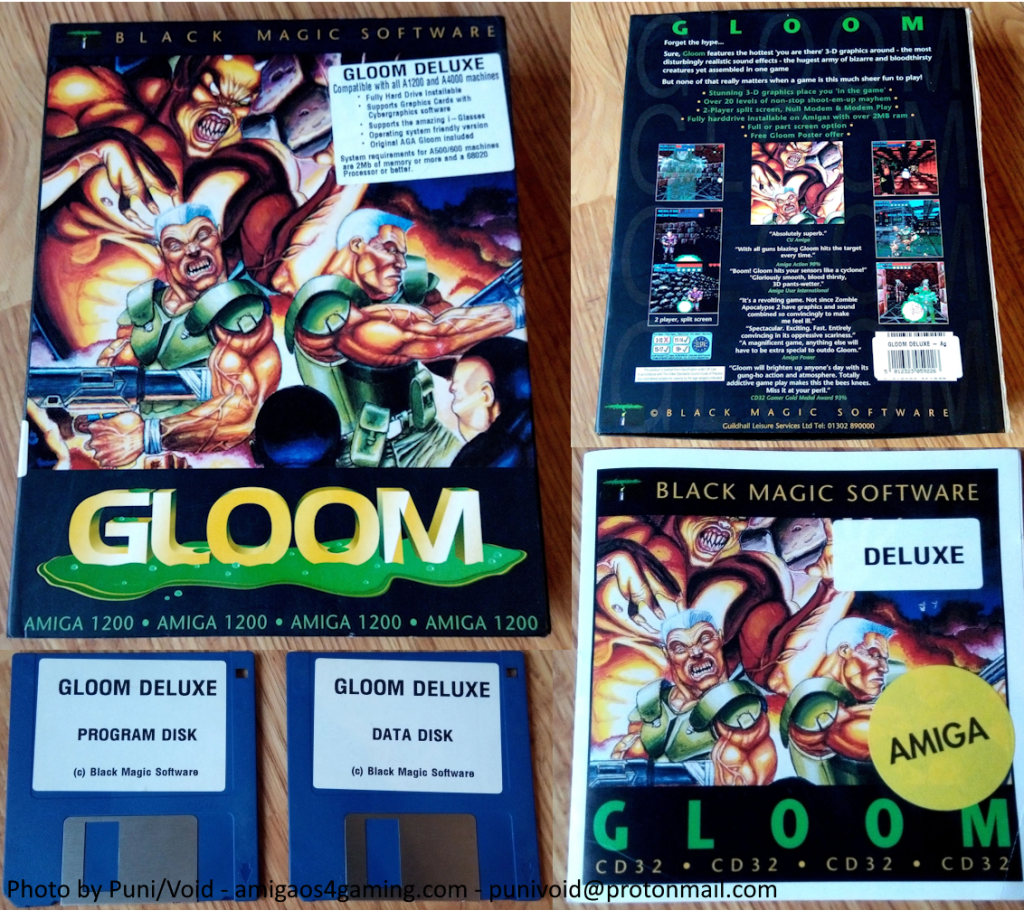 BLACK MAGIC SOFTWARE
GLOOM DELUXE
Compatible with all A1200 and A4000 machines
• Fully Hard Drive Installable
• Supports Graphics Cards with
Cybergraphics software
• Supports the amazing i-Glasses
• Operating system friendly version
• Original AGA Gloom included
System requirements for A500/600 machines
are 2Mb of memory or more and a 68020
Processor or better.
GLOOM
AMIGA 1200 • AMIGA 1200 • AMIGA 1200 • AMIGA 1200
GLOOM
Forget the hype...
Sure, Gloom features the hottest 'you are there' 3-D graphics around - the most
disturbingly realistic sound effects - the hugest army of bizarre and bloodthirsty
creatures yet assembled in one game
But none of that really matters when a game is this much sheer fun to play!
• Stunning 3-D graphics place you 'in the game' •
• Over 20 levels of non-stop shoot-em-up mayhem •
• 2-Player split screen, Null Modem & Modem Play •
• Fully harddrive installable on Amigas with over 2MB ram •
• Full or part screen option •
• Free Gloom Poster offer •
"Absolutely superb."
CU Amiga
"With all guns blazing Gloom hits the target
every time."
Amiga Action 90%
"Boom! Gloom hits your sensors like a cyclone!"
"Gloriously smooth, blood thirsty,
3D pants-wetter."
Amiga User International
"It's a revolting game. Not since Zombie
Apocalypse 2 have graphics and sound
combined so convincingly to make
me feel ill."
"Spectacular. Exciting. Fast. Entirely
convincing in its oppressive scariness."
"A magnificent game, anything else will
have to be extra special to outdo Gloom."
Amiga Power
"Gloom will brighten up anyone's day with its
gung-ho action and atmosphere. Totally
addictive game play makes this the bees knees.
Miss it at your peril."
CD32 Gamer Gold Medal Award 93%
2 player, split screen
GLOOM DELUXE - Ag
© BLACK MAGIC SOFTWARE
Guildhall Leisure Services Ltd Tel: 01302 890000
BLACK MAGIC SOFTWARE
DELUXE
AMIGA
GLOOM
CD32 • CD32 • CD32 • CD32
GLOOM DELUXE
PROGRAM DISK
(c) Black Magic Software
GLOOM DELUXE
DATA DISK
(c) Black Magic Software
Photo by Puni/Void - amigaos4gaming.com - punivoid@protonmail.com